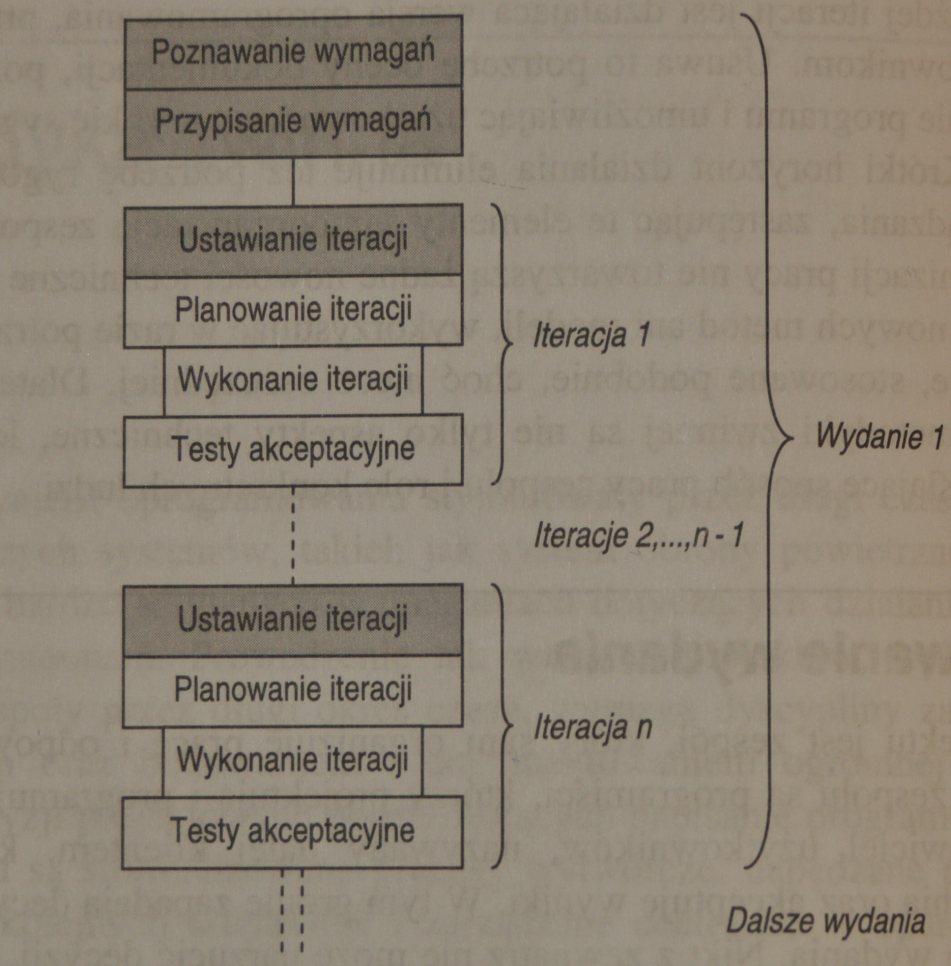 Poznawanie wymagań
Przypisanie wymagań
Ustawianie iteracji
Planowanie iteracji
Iteracja 1
Wykonanie iteracji
Wydanie 1
Testy akceptacyjne
Iteracje 2,...,n - 1
Ustawianie iteracji
Planowanie iteracji
Iteracja n
Wykonanie iteracji
Testy akceptacyjne
Dalsze wydania